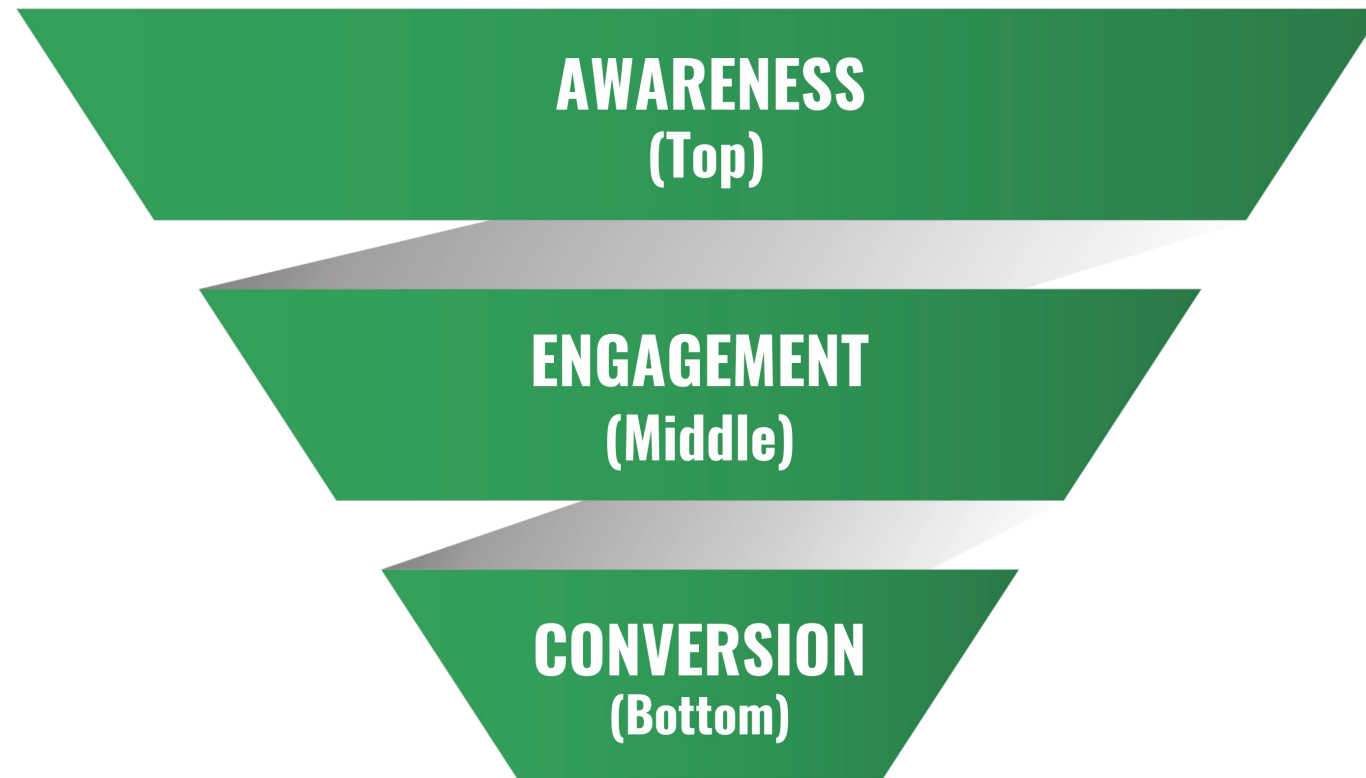 AWARENESS
(Top)
ENGAGEMENT
(Middle)
CONVERSION
(Bottom)